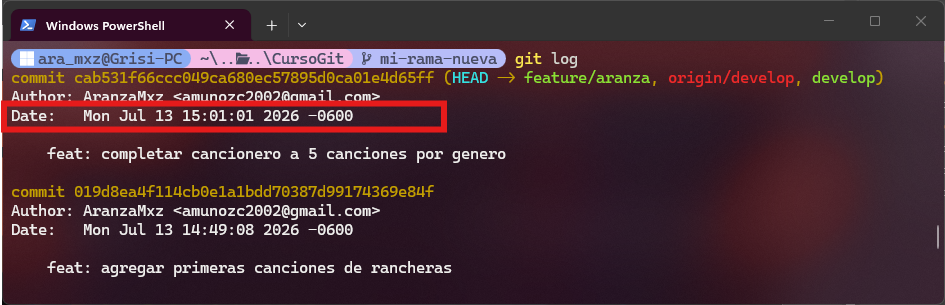 Windows PowerShell
ara_mxz@Grisi-PC ~\..\..\CursoGit mi-rama-nueva git log
commit cab531f66ccc049ca680ec57895d0ca01e4d65ff (HEAD -> feature/aranza, origin/develop, develop)
Author: AranzaMxz <amunozc2002@gmail.com>
Date:   Mon Jul 13 15:01:01 2026 -0600
feat: completar cancionero a 5 canciones por genero
commit 019d8ea4f114cb0e1a1bdd70387d99174369e84f
Author: AranzaMxz <amunozc2002@gmail.com>
Date:   Mon Jul 13 14:49:08 2026 -0600
feat: agregar primeras canciones de rancheras